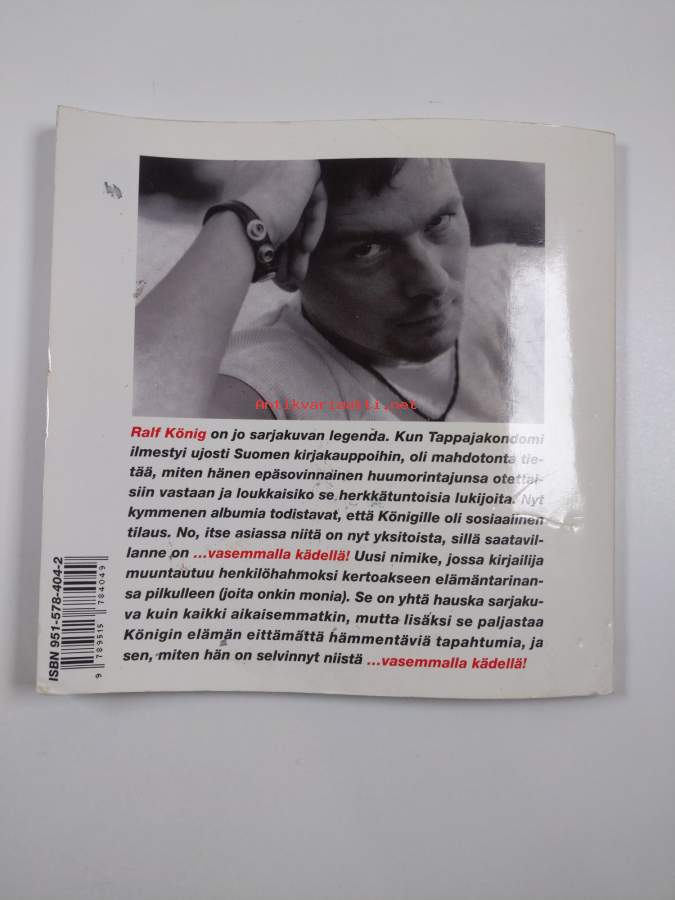 Antikvariaatti.net
Ralf König on jo sarjakuvan legenda. Kun Tappajakondomi
ilmestyi ujosti Suomen kirjakauppoihin, oli mahdotonta tie-
tää, miten hänen epäsovinnainen huumorintajunsa otettai-
siin vastaan ja loukkaisiko se herkkätuntoisia lukijoita. Nyt
kymmenen albumia todistavat, että Königille oli sosiaalinen
tilaus. No, itse asiassa niitä on nyt yksitoista, sillä saatavil-
lanne on ...vasemmalla kädellä! Uusi nimike, jossa kirjailija
muuntautuu henkilöhahmoksi kertoakseen elämäntarinan-
sa pilkulleen (joita onkin monia). Se on yhtä hauska sarjaku-
va kuin kaikki aikaisemmatkin, mutta lisäksi se paljastaa
Königin elämän eittämättä hämmentäviä tapahtumia, ja
sen, miten hän on selvinnyt niistä ...vasemmalla kädellä!
ISBN 951-578-404-2
9 789515 784049